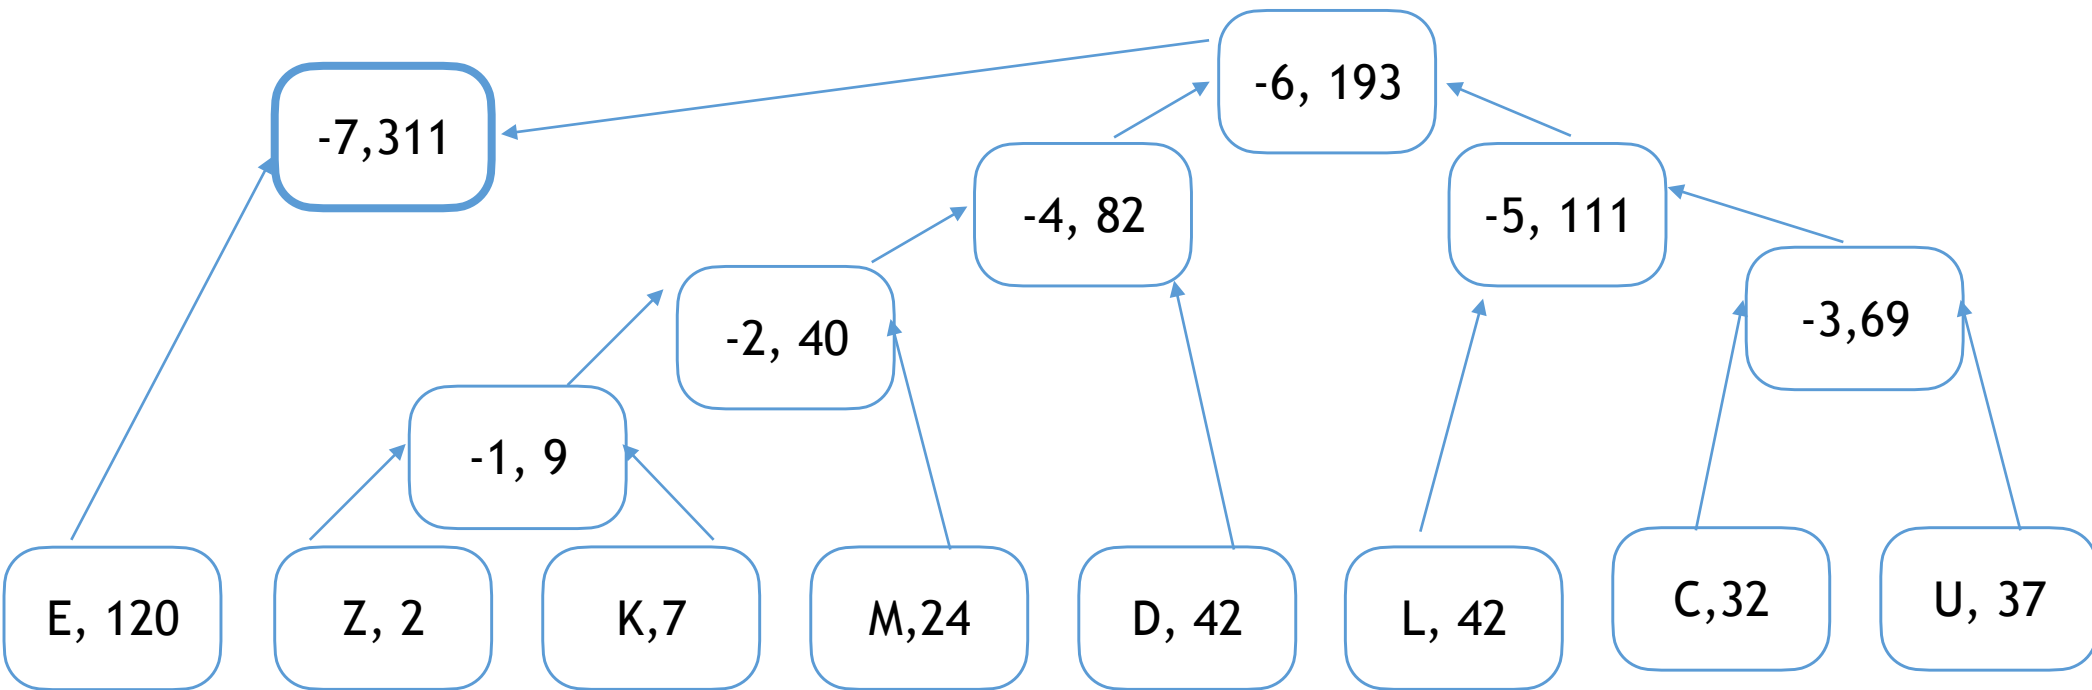 -6, 193
-7,311
-4, 82
-5, 111
-3,69
-2, 40
-1, 9
E, 120
Z, 2
K,7
M,24
D, 42
L, 42
C,32
U, 37